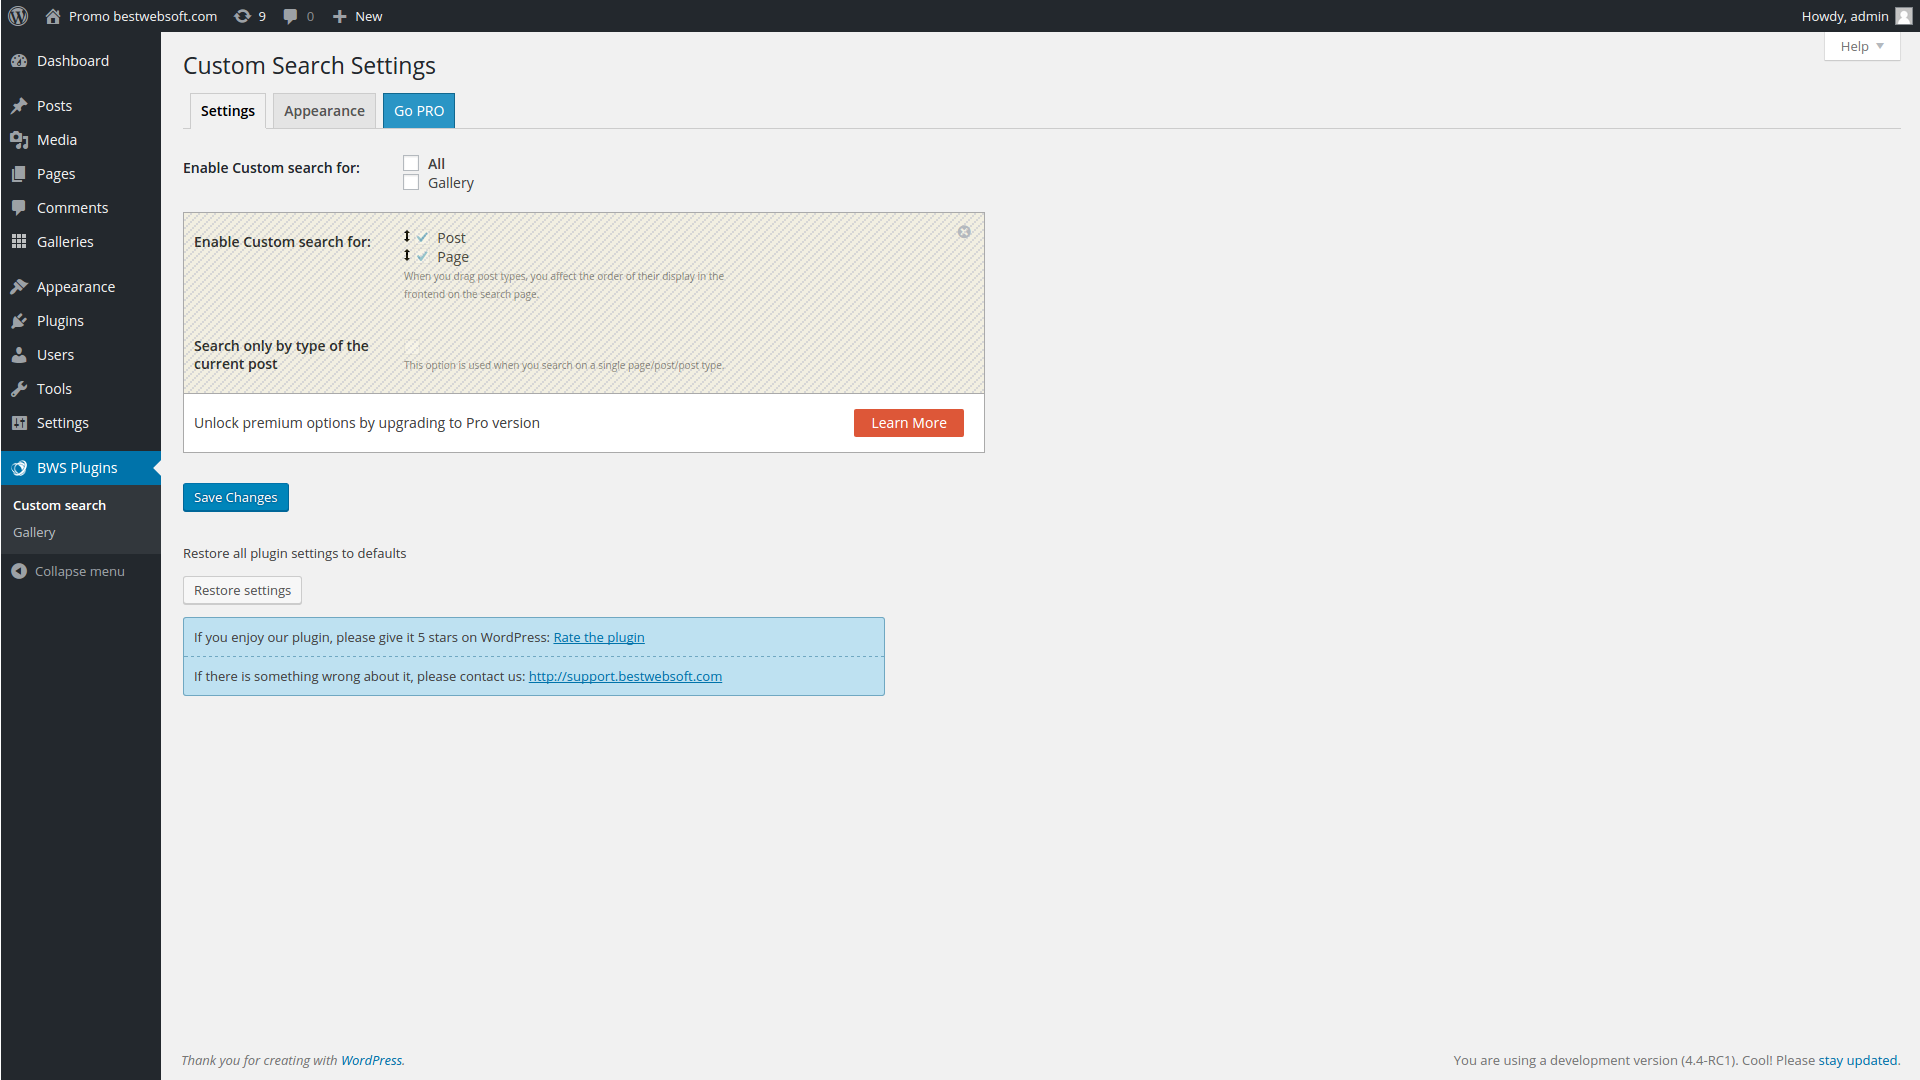 Promo bestwebsoft.com 9 0 New Howdy, admin
Help
Dashboard
Posts
Media
Pages
Comments
Galleries
Appearance
Plugins
Users
Tools
Settings
BWS Plugins
Custom search
Gallery
Collapse menu
Custom Search Settings
Settings Appearance Go PRO
Enable Custom search for: All
Gallery
Enable Custom search for: Post
Page
When you drag post types, you affect the order of their display in the
frontend on the search page.
Search only by type of the
current post
This option is used when you search on a single page/post/post type.
Unlock premium options by upgrading to Pro version Learn More
Save Changes
Restore all plugin settings to defaults
Restore settings
If you enjoy our plugin, please give it 5 stars on WordPress: Rate the plugin
If there is something wrong about it, please contact us: http://support.bestwebsoft.com
Thank you for creating with WordPress. You are using a development version (4.4-RC1). Cool! Please stay updated.